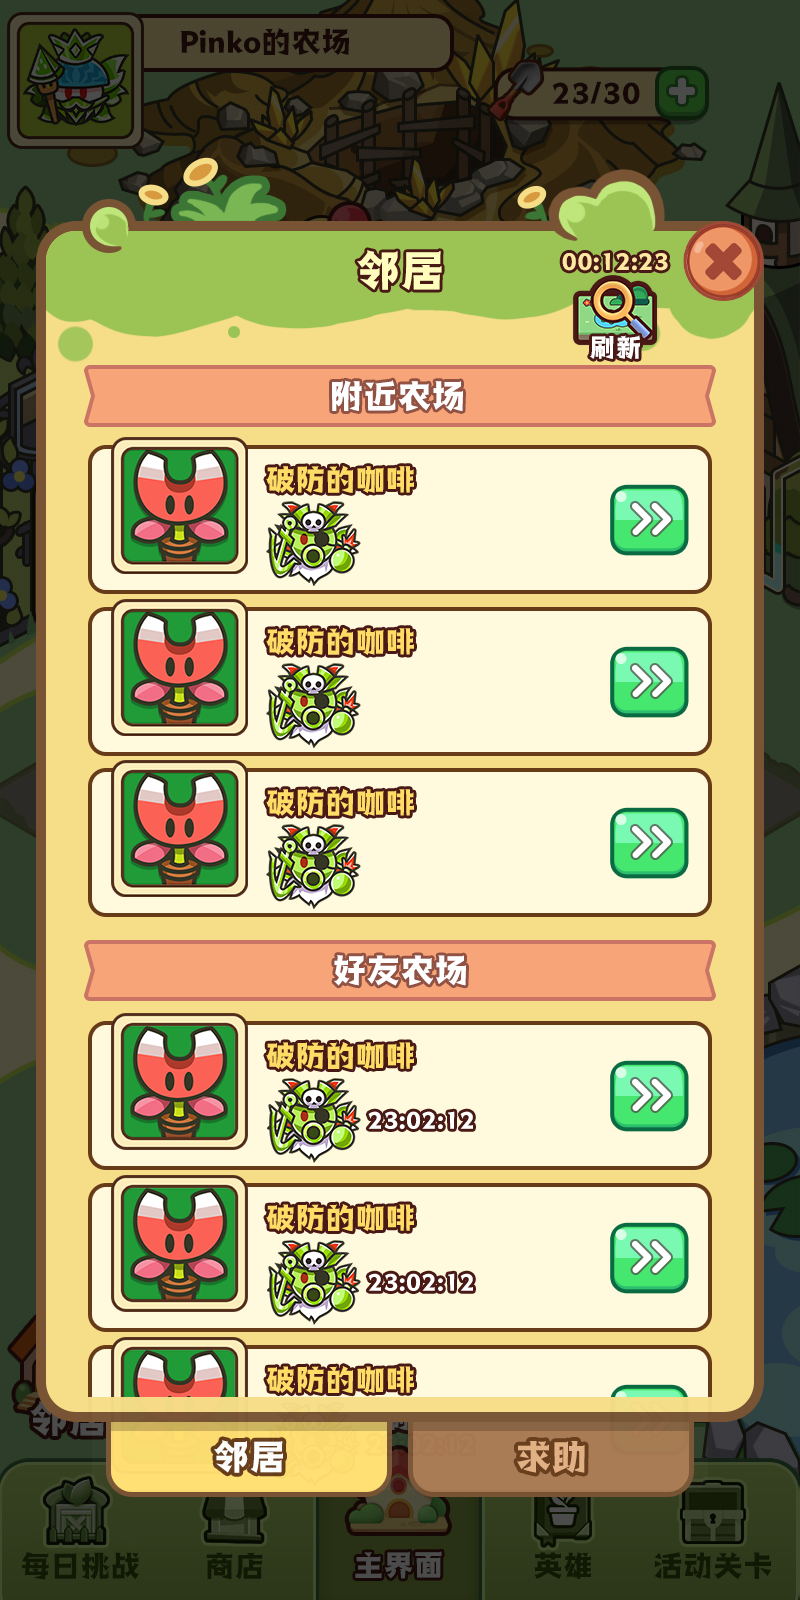 Pinko的农场
23/30
邻居
00:12:23
刷新
附近农场
破防的咖啡
破防的咖啡
破防的咖啡
好友农场
破防的咖啡
23:02:12
破防的咖啡
23:02:12
破防的咖啡
邻居
邻居
求助
每日挑战
商店
主界面
英雄
活动关卡